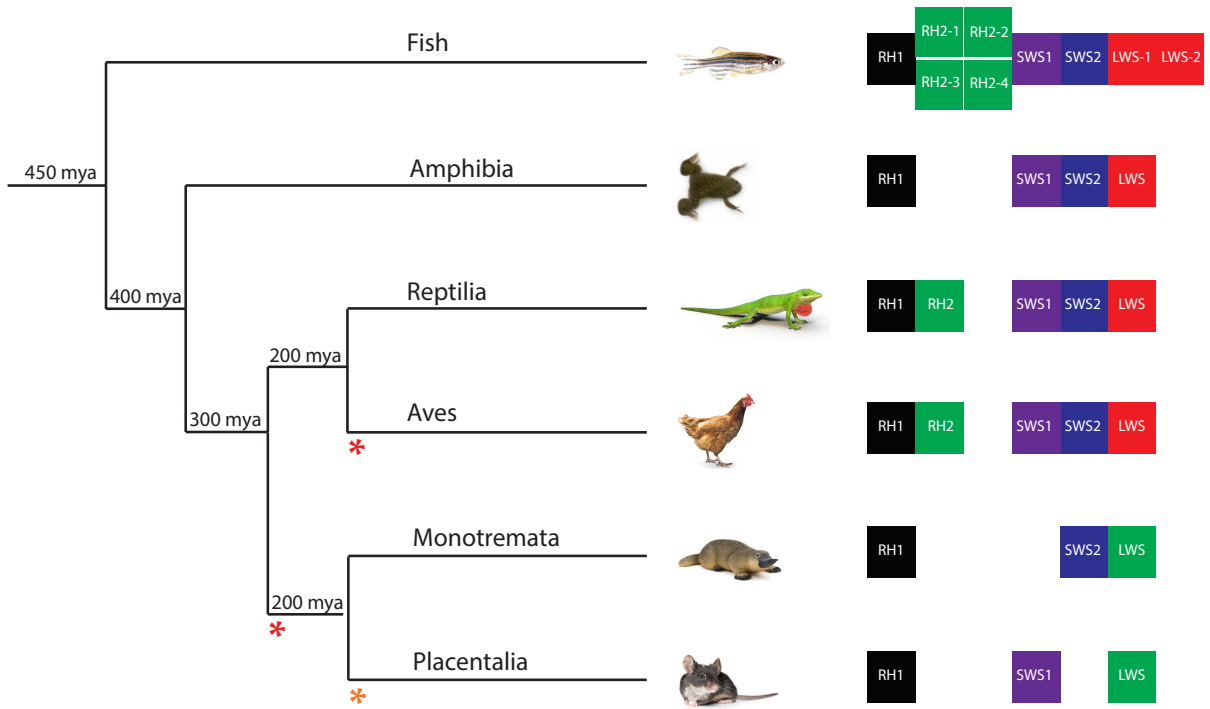 Fish
RH1
RH2-1 RH2-2
RH2-3 RH2-4
SWS1 SWS2 LWS-1 LWS-2
450 mya
Amphibia
RH1 SWS1 SWS2 LWS
400 mya
Reptilia
RH1 RH2 SWS1 SWS2 LWS
200 mya
300 mya
Aves
RH1 RH2 SWS1 SWS2 LWS
*
Monotremata
RH1 SWS2 LWS
200 mya
*
Placentalia
RH1 SWS1 LWS
*